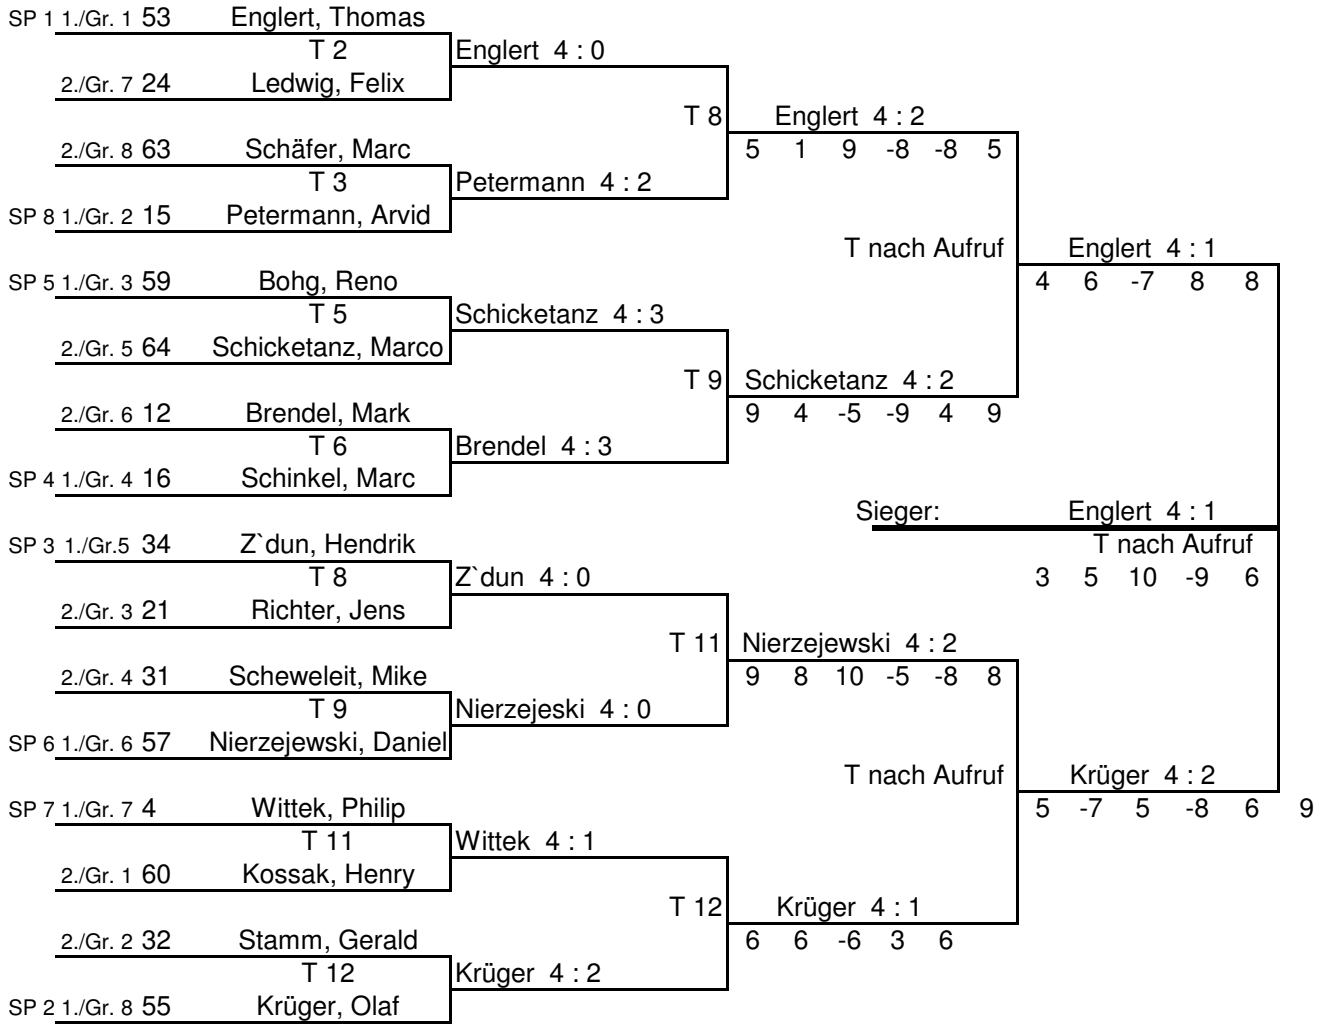 SP 1 1./Gr. 1 53 Englert, Thomas
T 2 Englert 4 : 0
2./Gr. 7 24 Ledwig, Felix
T 8 Englert 4 : 2
2./Gr. 8 63 Schäfer, Marc 5 1 9 -8 -8 5
T 3 Petermann 4 : 2
SP 8 1./Gr. 2 15 Petermann, Arvid
T nach Aufruf Englert 4 : 1
SP 5 1./Gr. 3 59 Bohg, Reno 4 6 -7 8 8
T 5 Schicketanz 4 : 3
2./Gr. 5 64 Schicketanz, Marco
T 9 Schicketanz 4 : 2
2./Gr. 6 12 Brendel, Mark 9 4 -5 -9 4 9
T 6 Brendel 4 : 3
SP 4 1./Gr. 4 16 Schinkel, Marc
Sieger: Englert 4 : 1
SP 3 1./Gr.5 34 Z`dun, Hendrik T nach Aufruf
T 8 Z`dun 4 : 0 3 5 10 -9 6
2./Gr. 3 21 Richter, Jens
T 11 Nierzejewski 4 : 2
2./Gr. 4 31 Scheweleit, Mike 9 8 10 -5 -8 8
T 9 Nierzejeski 4 : 0
SP 6 1./Gr. 6 57 Nierzejewski, Daniel
T nach Aufruf Krüger 4 : 2
SP 7 1./Gr. 7 4 Wittek, Philip 5 -7 5 -8 6 9
T 11 Wittek 4 : 1
2./Gr. 1 60 Kossak, Henry
T 12 Krüger 4 : 1
2./Gr. 2 32 Stamm, Gerald 6 6 -6 3 6
T 12 Krüger 4 : 2
SP 2 1./Gr. 8 55 Krüger, Olaf